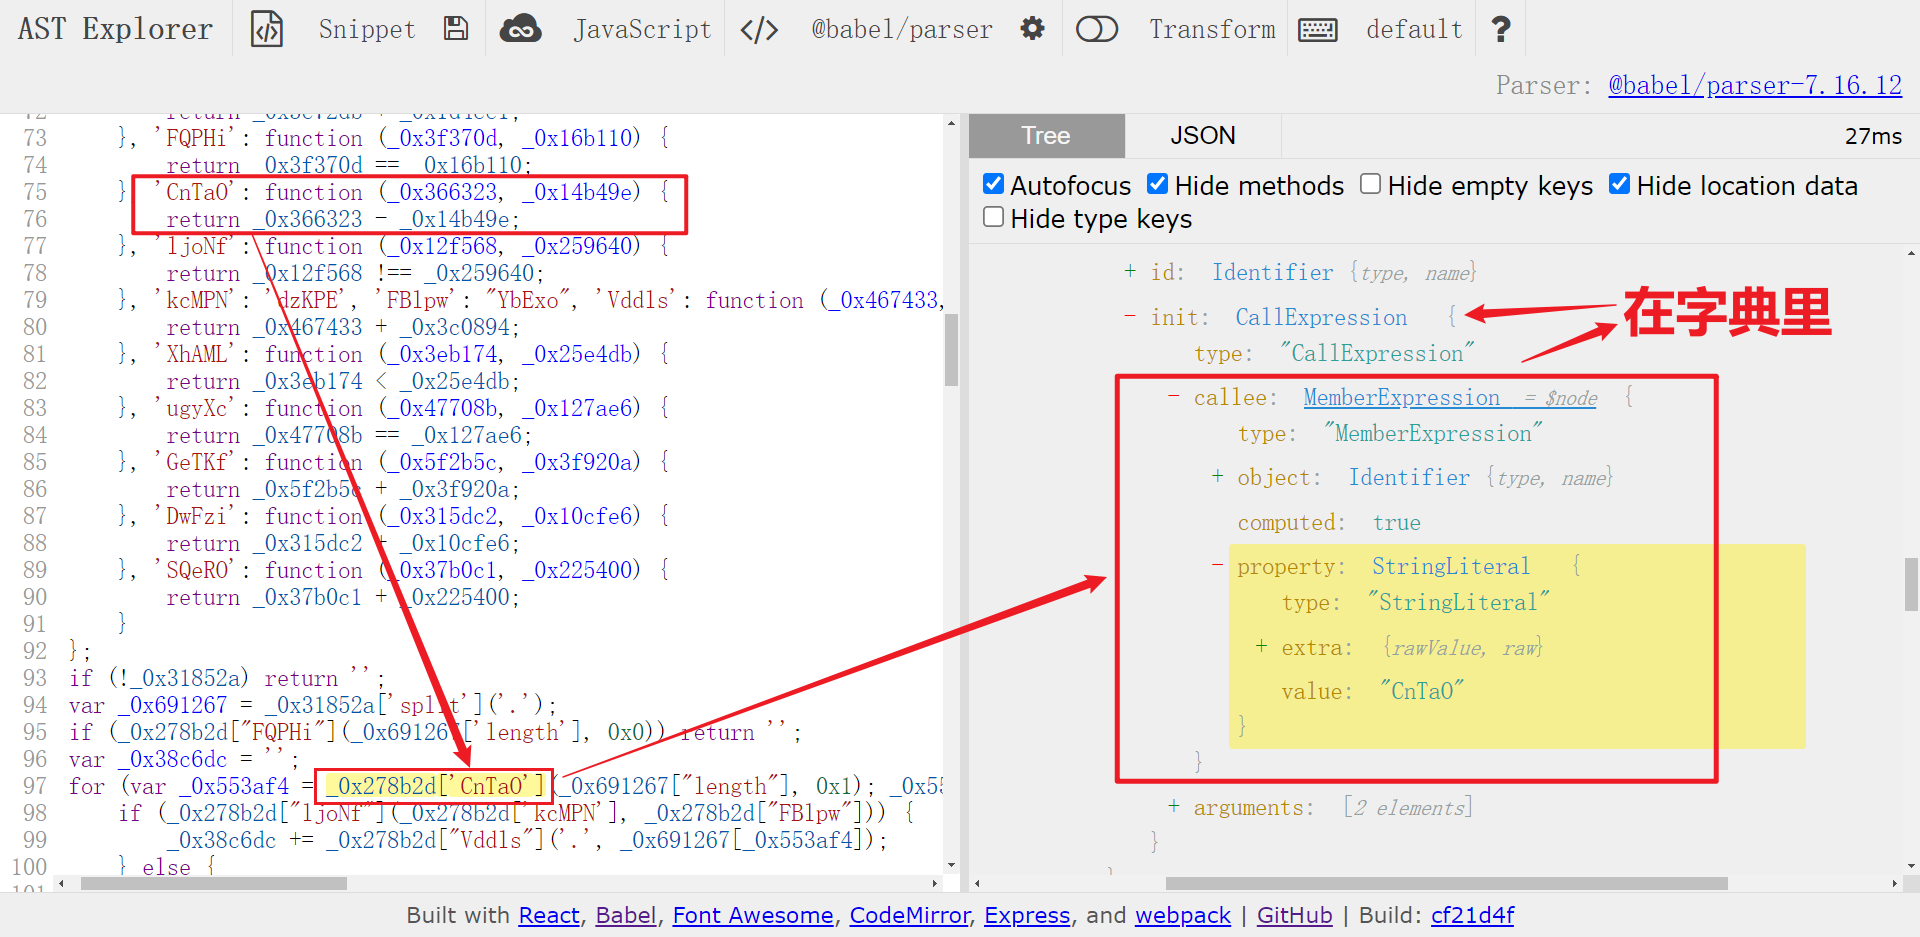 AST Explorer Snippet JavaScript </> @babel/parser Transform default ?
Parser: @babel/parser-7.16.12
73 }, 'FQPHi': function (_0x3f370d, _0x16b110) {
74 return _0x3f370d == _0x16b110;
75 } 'CnTaO': function (_0x366323, _0x14b49e) {
76 return _0x366323 - _0x14b49e;
77 }, 'ljoNf': function (_0x12f568, _0x259640) {
78 return _0x12f568 !== _0x259640;
79 }, 'kcMPN': 'dzKPE', 'FBlpw': "YbExo", 'Vddls': function (_0x467433,
80 return _0x467433 + _0x3c0894;
81 }, 'XhAML': function (_0x3eb174, _0x25e4db) {
82 return _0x3eb174 < _0x25e4db;
83 }, 'ugyXc': function (_0x47708b, _0x127ae6) {
84 return _0x47708b == _0x127ae6;
85 }, 'GeTKf': function (_0x5f2b5c, _0x3f920a) {
86 return _0x5f2b5c + _0x3f920a;
87 }, 'DwFzi': function (_0x315dc2, _0x10cfe6) {
88 return _0x315dc2 + _0x10cfe6;
89 }, 'SQeRO': function (_0x37b0c1, _0x225400) {
90 return _0x37b0c1 + _0x225400;
91 }
92 };
93 if (!_0x31852a) return '';
94 var _0x691267 = _0x31852a['split']('.');
95 if (_0x278b2d["FQPHi"](_0x691267['length'], 0x0)) return '';
96 var _0x38c6dc = '';
97 for (var _0x553af4 = _0x278b2d['CnTaO'](_0x691267["length"], 0x1); _0x55
98 if (_0x278b2d["ljoNf"](_0x278b2d['kcMPN'], _0x278b2d["FBlpw"])) {
99 _0x38c6dc += _0x278b2d["Vddls"]('.', _0x691267[_0x553af4]);
100 } else {
Tree JSON 27ms
Autofocus Hide methods Hide empty keys Hide location data
Hide type keys
+ id: Identifier {type, name}
- init: CallExpression {
在字典里
type: "CallExpression"
- callee: MemberExpression = $node {
type: "MemberExpression"
+ object: Identifier {type, name}
computed: true
- property: StringLiteral {
type: "StringLiteral"
+ extra: {rawValue, raw}
value: "CnTaO"
}
}
+ arguments: [2 elements]
}
Built with React, Babel, Font Awesome, CodeMirror, Express, and webpack | GitHub | Build: cf21d4f